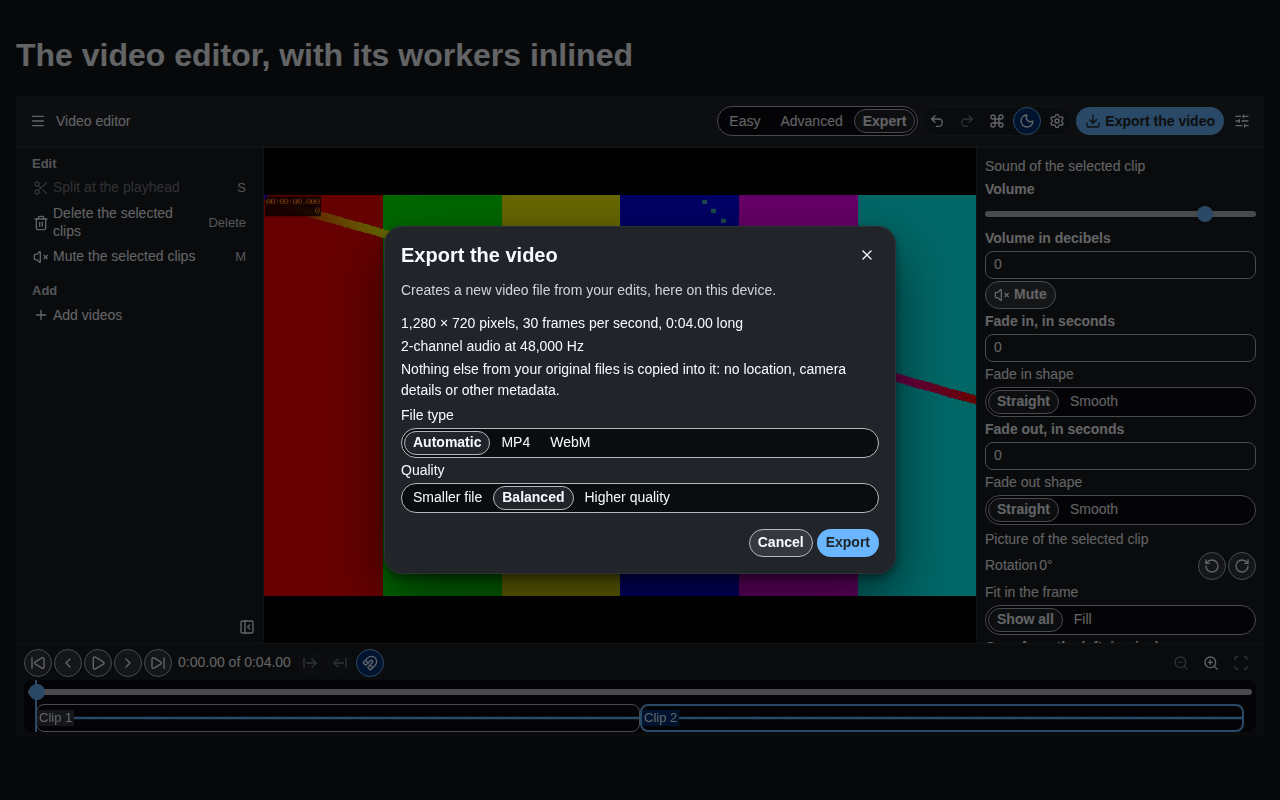 The video editor, with its workers inlined
Video editor
Easy Advanced Expert
Export the video
Edit
Split at the playhead S
Delete the selected clips Delete
Mute the selected clips M
Add
Add videos
00:00:00.000
0
Export the video
Creates a new video file from your edits, here on this device.
1,280 × 720 pixels, 30 frames per second, 0:04.00 long
2-channel audio at 48,000 Hz
Nothing else from your original files is copied into it: no location, camera
details or other metadata.
File type
Automatic MP4 WebM
Quality
Smaller file Balanced Higher quality
Cancel Export
Sound of the selected clip
Volume
Volume in decibels
0
Mute
Fade in, in seconds
0
Fade in shape
Straight Smooth
Fade out, in seconds
0
Fade out shape
Straight Smooth
Picture of the selected clip
Rotation 0°
Fit in the frame
Show all Fill
0:00.00 of 0:04.00
Clip 1
Clip 2